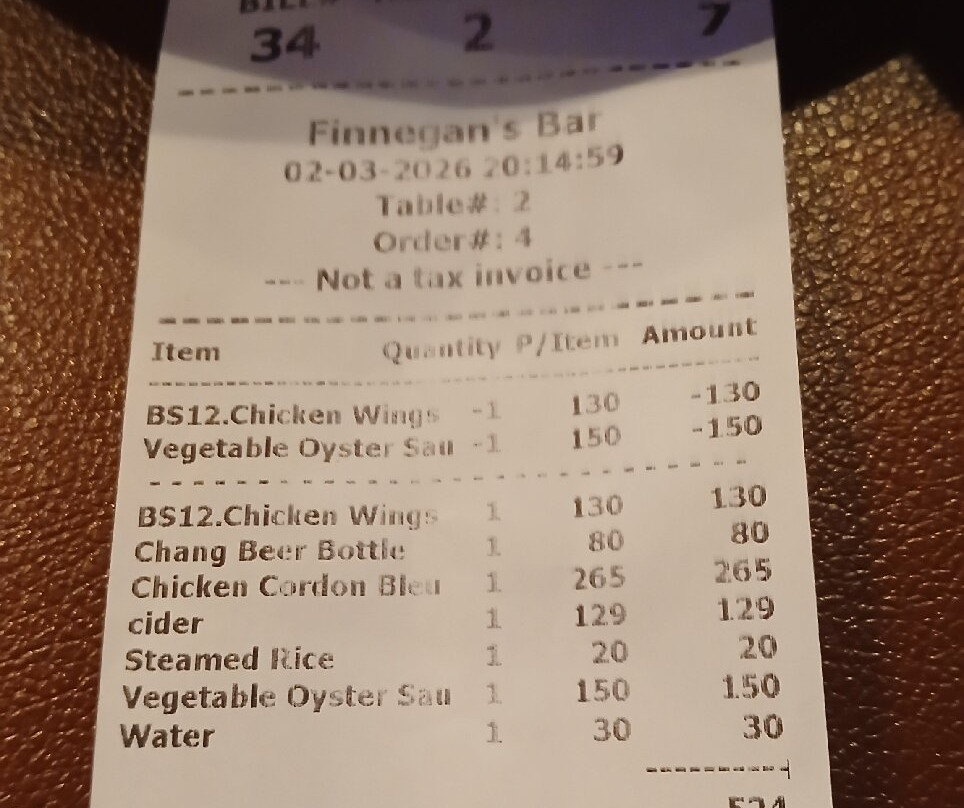 BILL#
34 2 7
Finnegan's Bar
02-03-2026 20:14:59
Table#: 2
Order#: 4
--- Not a tax invoice ---
Item Quantity P/Item Amount
BS12.Chicken Wings -1 130 -130
Vegetable Oyster Sau -1 150 -150
BS12.Chicken Wings 1 130 130
Chang Beer Bottle 1 80 80
Chicken Cordon Bleu 1 265 265
cider 1 129 129
Steamed Rice 1 20 20
Vegetable Oyster Sau 1 150 150
Water 1 30 30
524